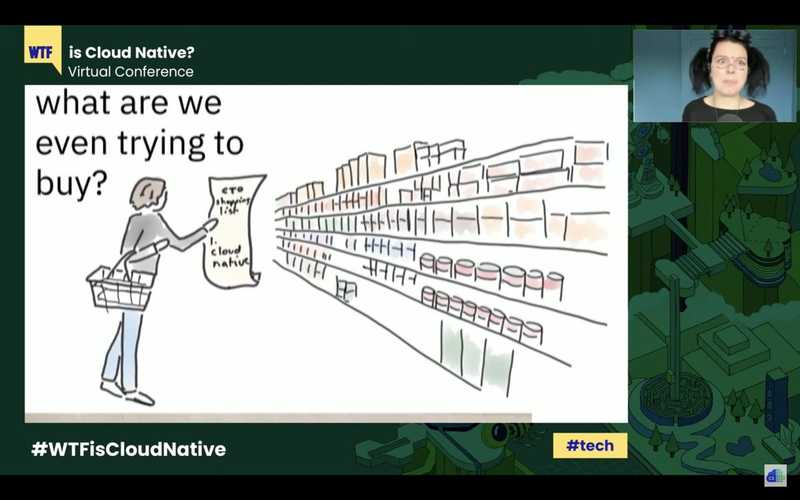 WTF
is Cloud Native?
Virtual Conference
what are we
even trying to
buy?
CTO
shopping
list
1.
cloud
native
#WTFisCloudNative
#tech